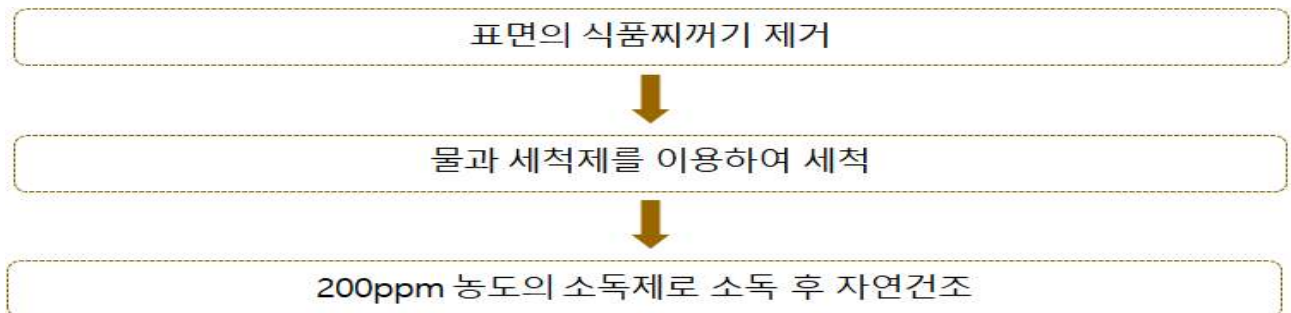 표면의 식품찌꺼기 제거
물과 세척제를 이용하여 세척
200ppm 농도의 소독제로 소독 후 자연건조